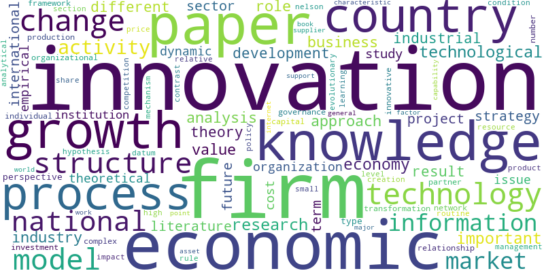 change
different
sector
role
nelson
paper
country
activity
business
industrial
dynamic
development
study
technological
international
empirical
innovation
growth
institution
analysis
theory
approach
project
strategy
knowledge
structure
value
organization
economy
theoretical
process
firm
technology
result
issue
perspective
future
cost
term
national
literature
research
information
important
industry
model
economic
market
section
form
price
book
supplier
characteristic
condition
number
production
organizational
analytical
individual
share
relative
contrast
mechanism
competition
support
evolutionary
learning
innovative
capability
governance
general
factor
policy
internet
capital
resource
hypothesis
datum
world
small
level
creation
partner
product
transformation
network
routine
work
high
point
type
major
management
investment
complex
impact
asset
rule
relationship